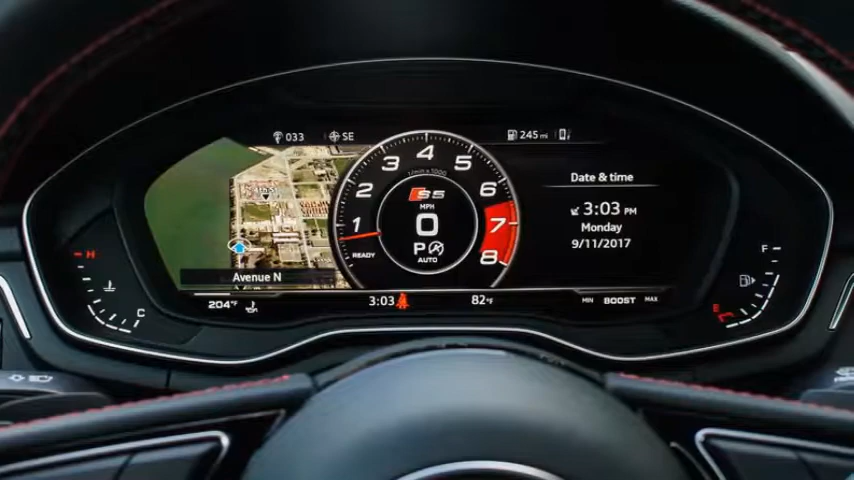 033 SE
245 mi
1 2 3 4 5 6 7 8
1/min x 1000
S5
MPH
0
P
AUTO
READY
Avenue N
Date & time
3:03 PM
Monday
9/11/2017
H
C
F
E
204°F
3:03
82°F
MIN BOOST MAX